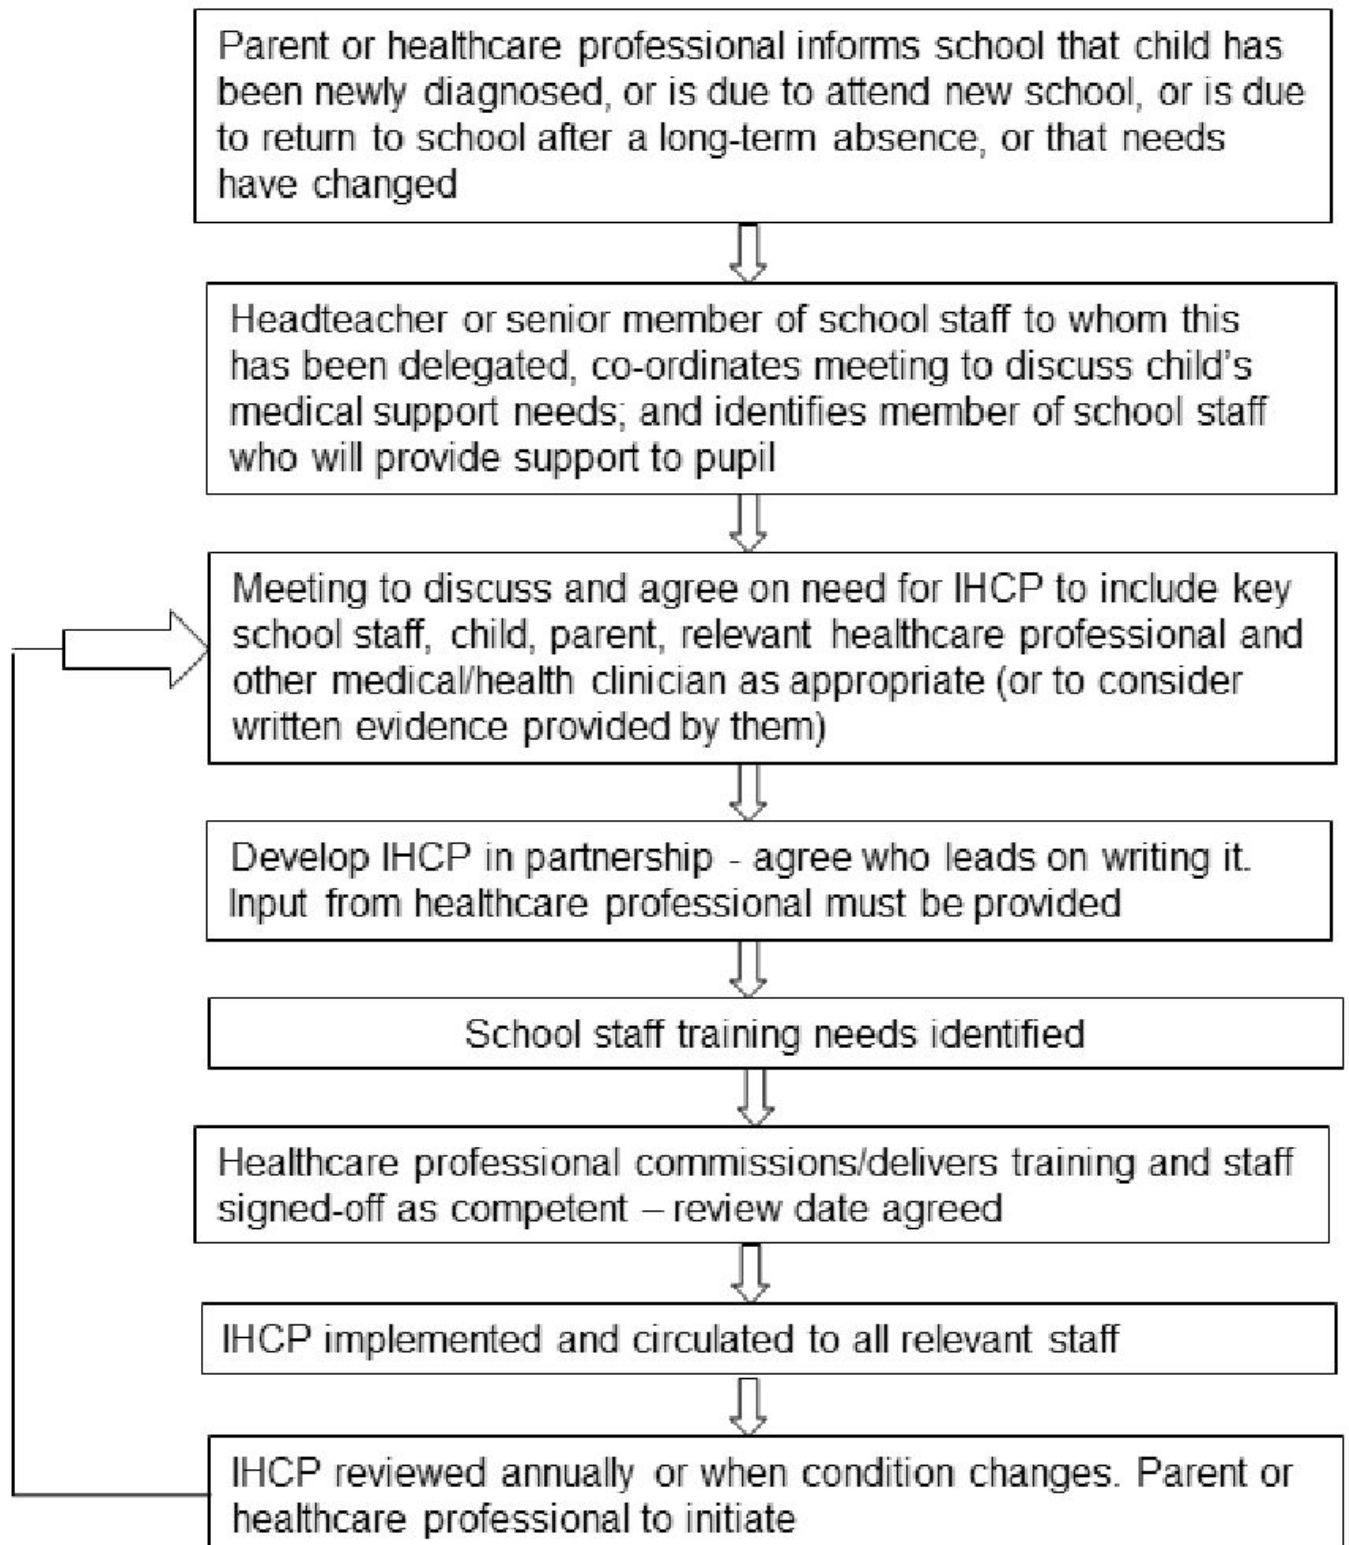 Parent or healthcare professional informs school that child has
been newly diagnosed, or is due to attend new school, or is due
to return to school after a long-term absence, or that needs
have changed
Headteacher or senior member of school staff to whom this
has been delegated, co-ordinates meeting to discuss child's
medical support needs; and identifies member of school staff
who will provide support to pupil
Meeting to discuss and agree on need for IHCP to include key
school staff, child, parent, relevant healthcare professional and
other medical/health clinician as appropriate (or to consider
written evidence provided by them)
Develop IHCP in partnership - agree who leads on writing it.
Input from healthcare professional must be provided
School staff training needs identified
Healthcare professional commissions/delivers training and staff
signed-off as competent – review date agreed
IHCP implemented and circulated to all relevant staff
IHCP reviewed annually or when condition changes. Parent or
healthcare professional to initiate